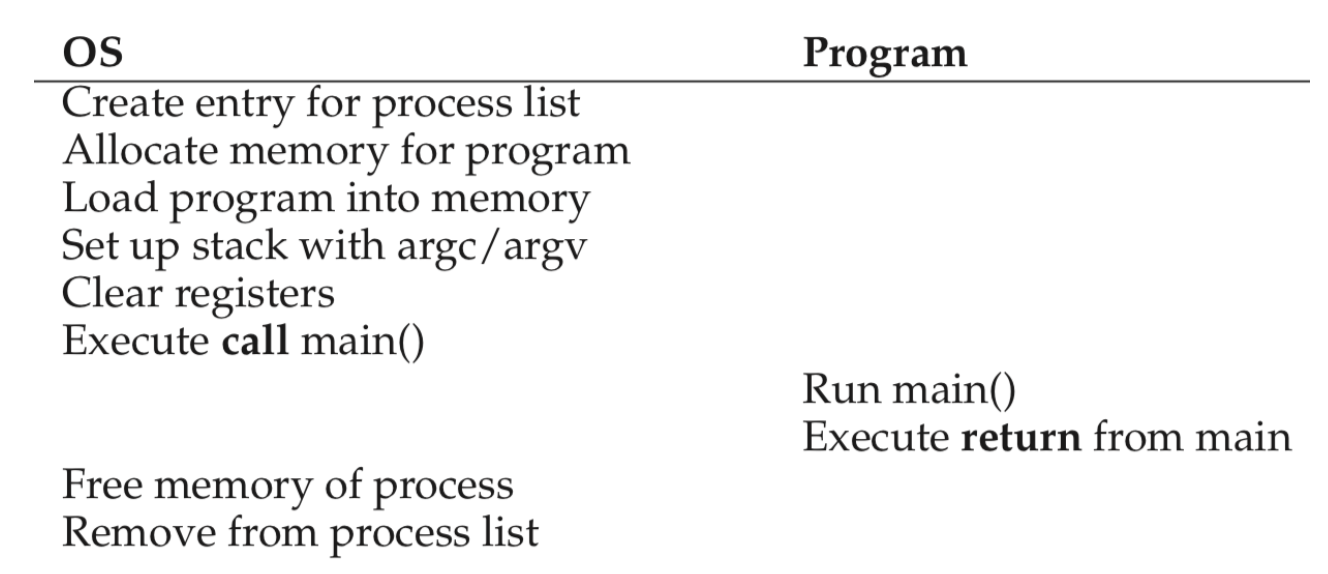 OS Program
Create entry for process list
Allocate memory for program
Load program into memory
Set up stack with argc/argv
Clear registers
Execute call main()
Run main()
Execute return from main
Free memory of process
Remove from process list